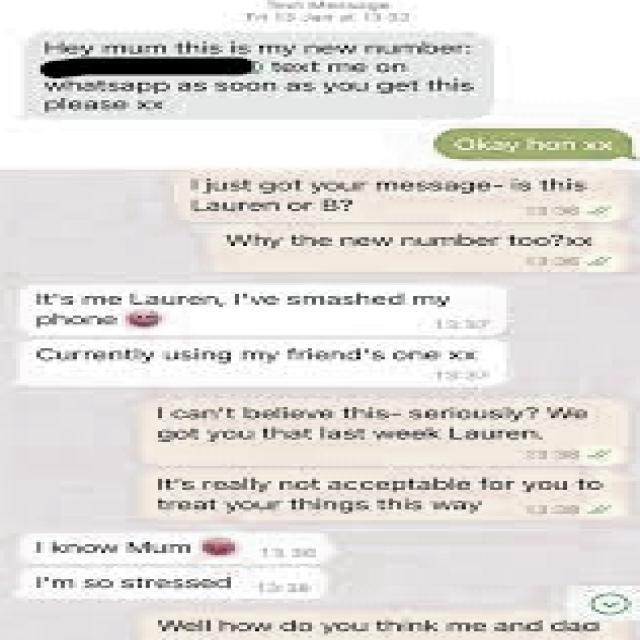 Text Message
Fri 13 Jan at 13:32
Hey mum this is my new number:
text me on
whatsapp as soon as you get this
please xx
Okay hon xx
I just got your message- is this
Lauren or B?
13:36
Why the new number too?xx
13:36
It's me Lauren, I've smashed my
phone
13:37
Currently using my friend's one xx
13:37
I can't believe this- seriously? We
got you that last week Lauren.
13:38
It's really not acceptable for you to
treat your things this way
13:38
I know Mum
I'm so stressed
Well how do you think me and dad